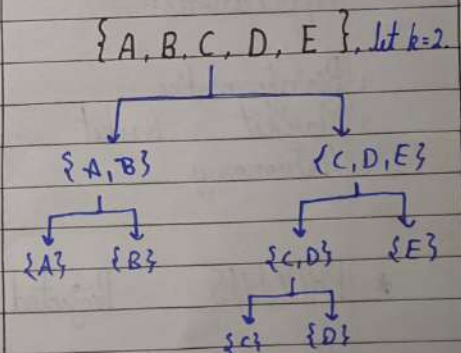 {A, B, C, D, E}, let k=2.
{A, B} {C, D, E}
{A} {B} {C, D} {E}
{C} {D}